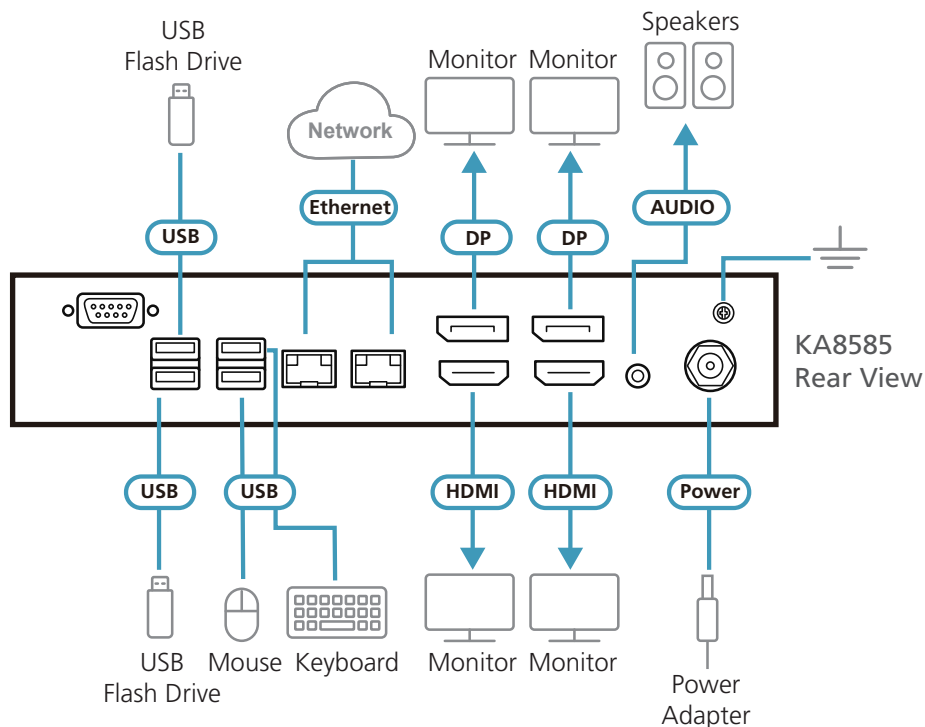 USB
Flash Drive
Speakers
Monitor Monitor
Network
Ethernet
AUDIO
USB
DP
DP
KA8585
Rear View
USB
USB
HDMI
HDMI
Power
USB
Flash Drive
Mouse
Keyboard
Monitor Monitor
Power
Adapter